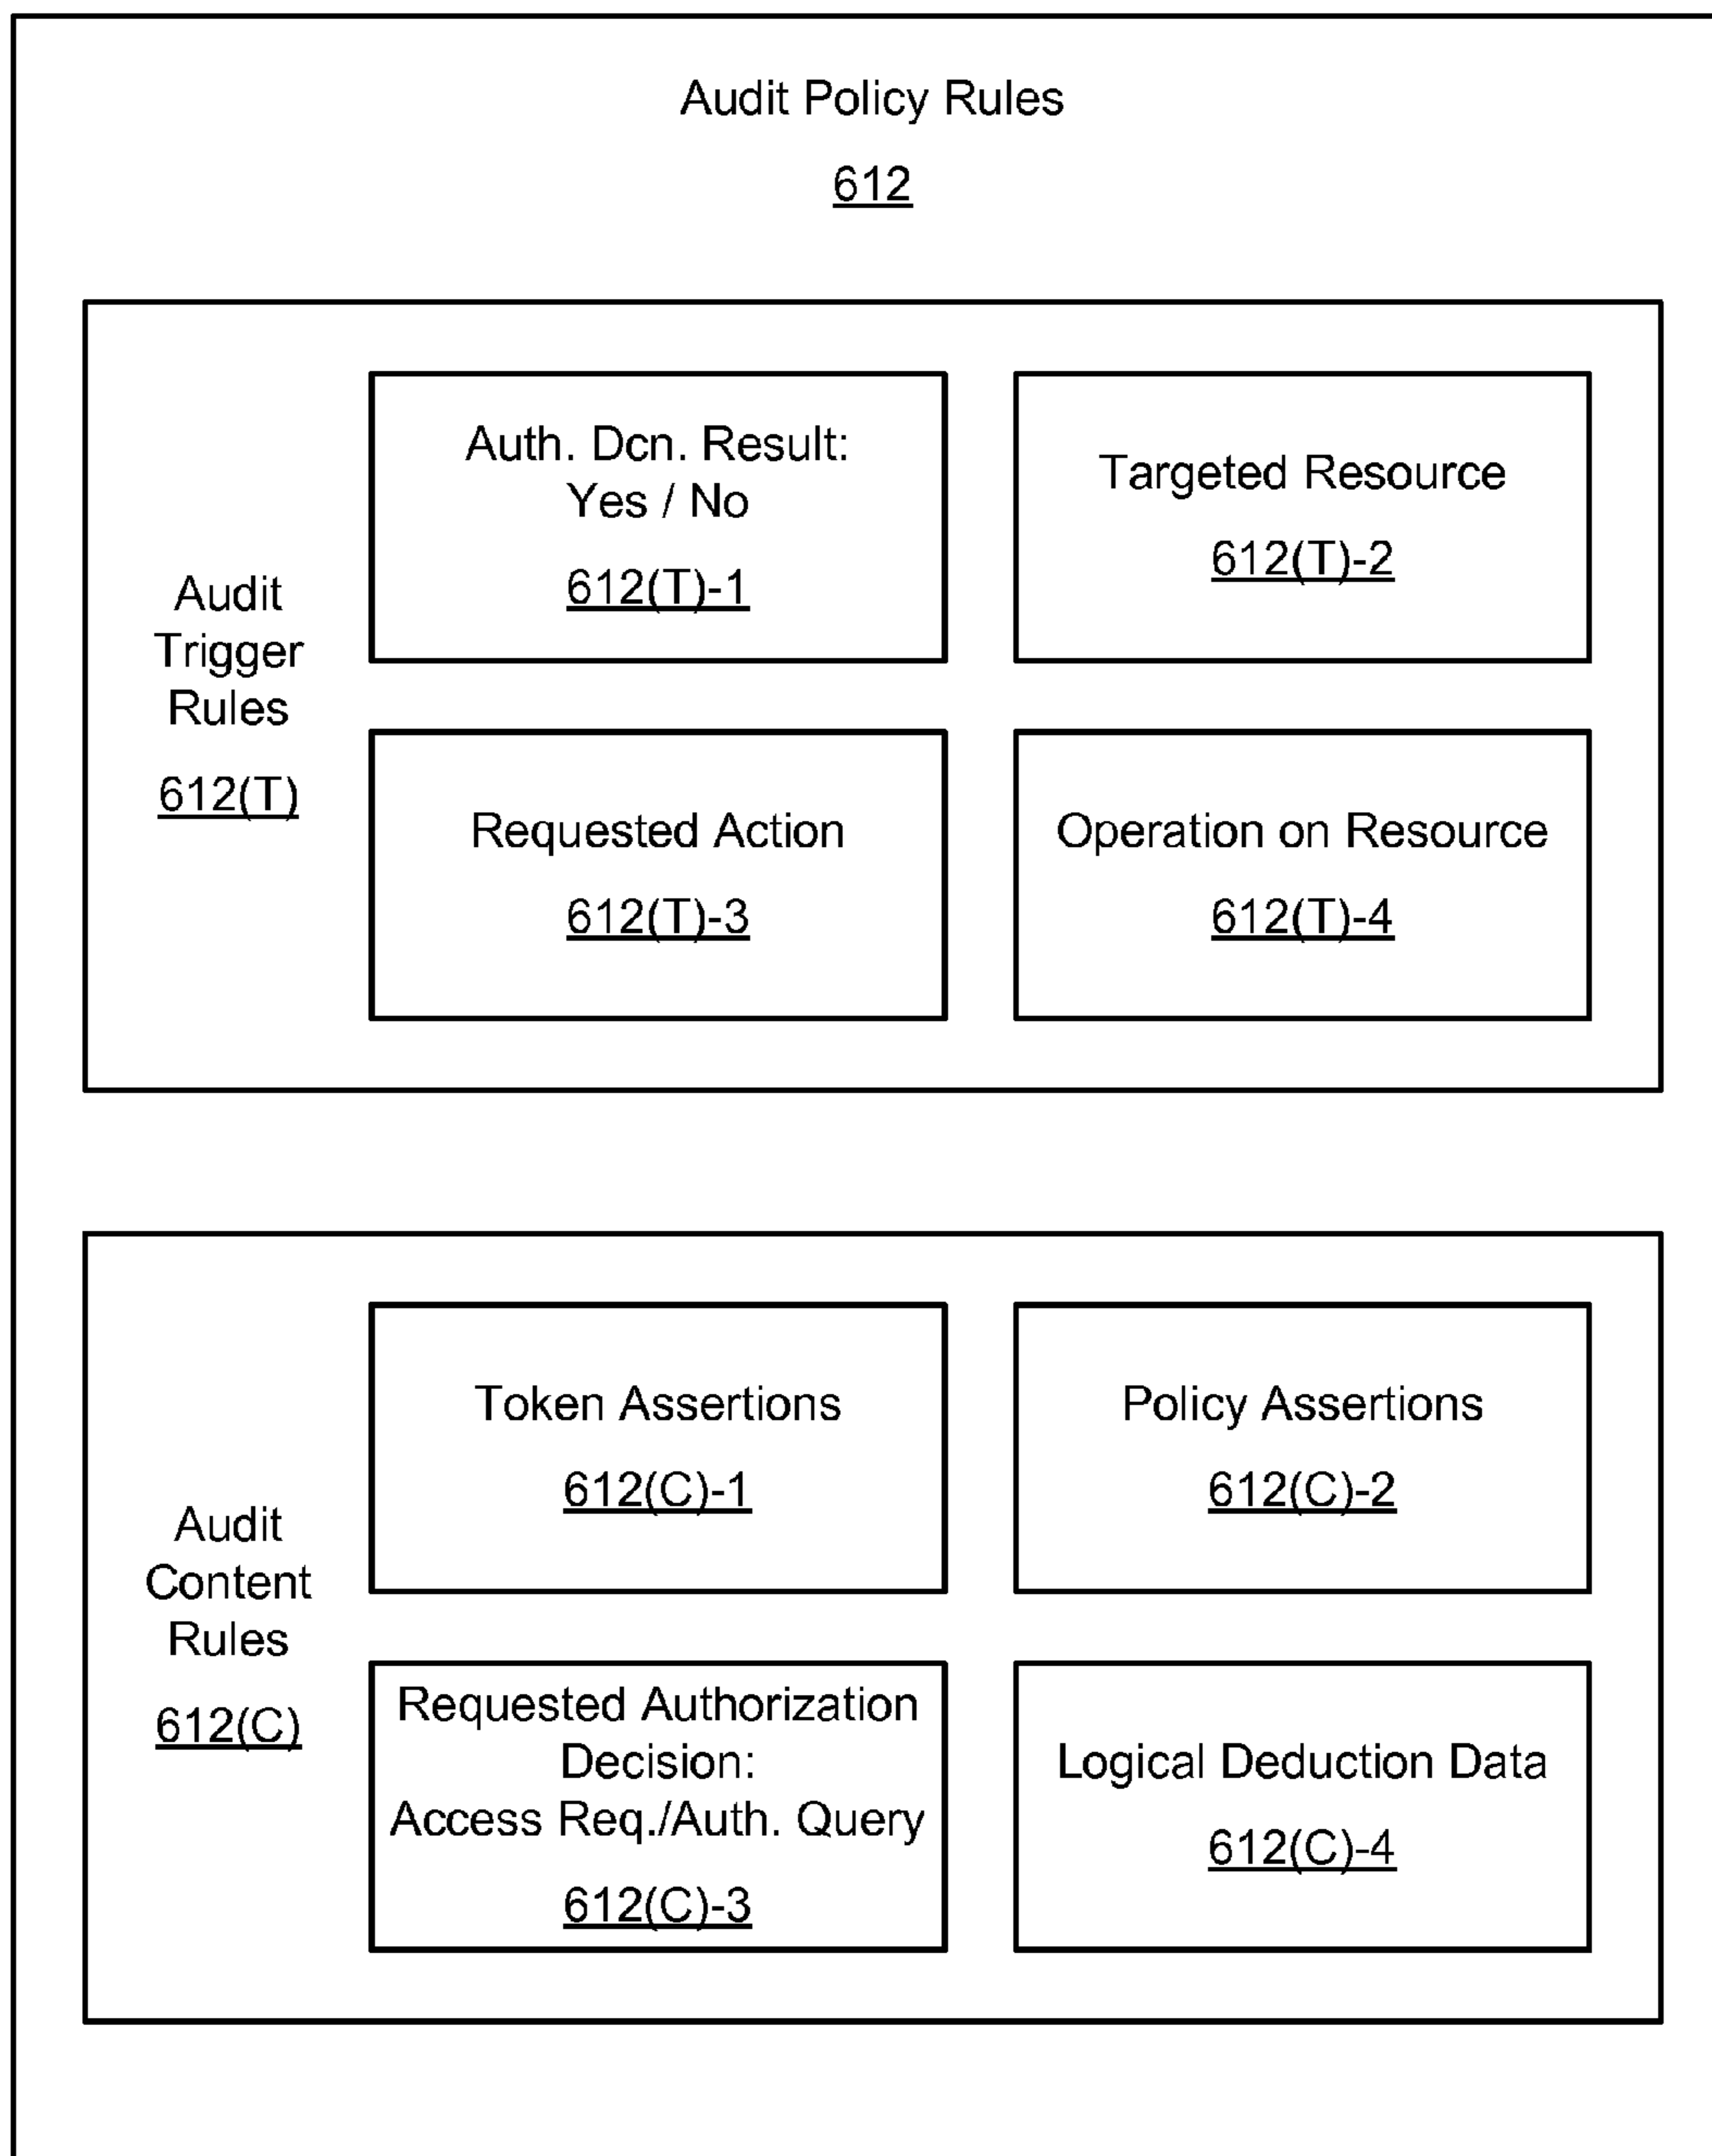 Audit Policy Rules
612
Audit
Trigger
Rules
612(T)
Auth. Dcn. Result:
Yes / No
612(T)-1
Targeted Resource
612(T)-2
Requested Action
612(T)-3
Operation on Resource
612(T)-4
Audit
Content
Rules
612(C)
Token Assertions
612(C)-1
Policy Assertions
612(C)-2
Requested Authorization
Decision:
Access Req./Auth. Query
612(C)-3
Logical Deduction Data
612(C)-4